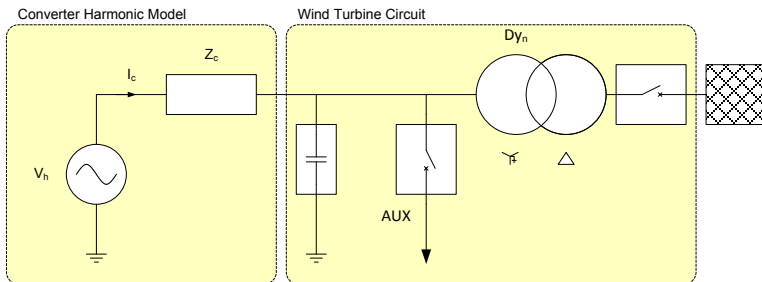 Converter Harmonic Model
Wind Turbine Circuit
Dyn
Zc
Ic
Vh
AUX